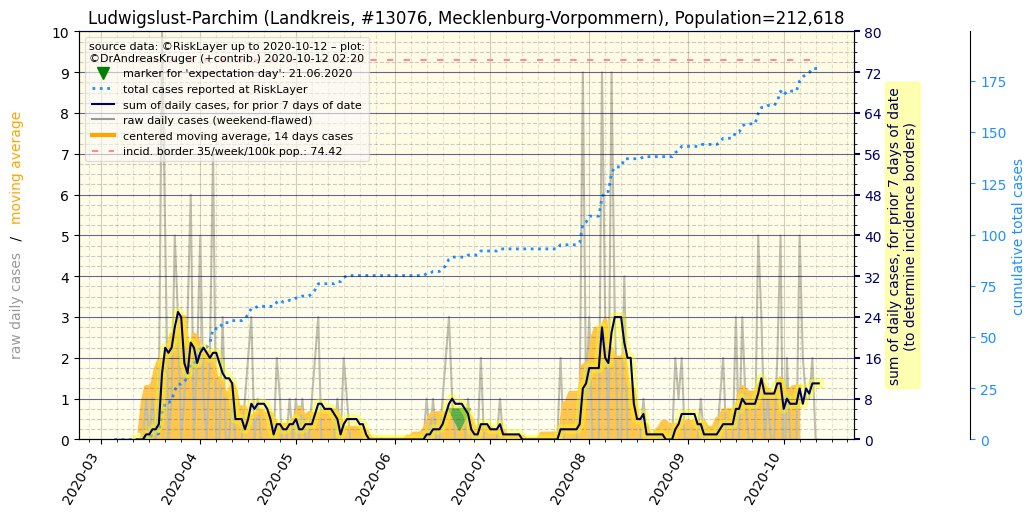 Ludwigslust-Parchim (Landkreis, #13076, Mecklenburg-Vorpommern), Population=212,618
source data: ©RiskLayer up to 2020-10-12 – plot:
©DrAndreasKruger (+contrib.) 2020-10-12 02:20
marker for 'expectation day': 21.06.2020
total cases reported at RiskLayer
sum of daily cases, for prior 7 days of date
raw daily cases (weekend-flawed)
centered moving average, 14 days cases
incid. border 35/week/100k pop.: 74.42
raw daily cases / moving average
10
9
8
7
6
5
4
3
2
1
0
80
72
64
56
48
40
32
24
16
8
0
sum of daily cases, for prior 7 days of date
(to determine incidence borders)
175
150
125
100
75
50
25
0
cumulative total cases
2020-03
2020-04
2020-05
2020-06
2020-07
2020-08
2020-09
2020-10